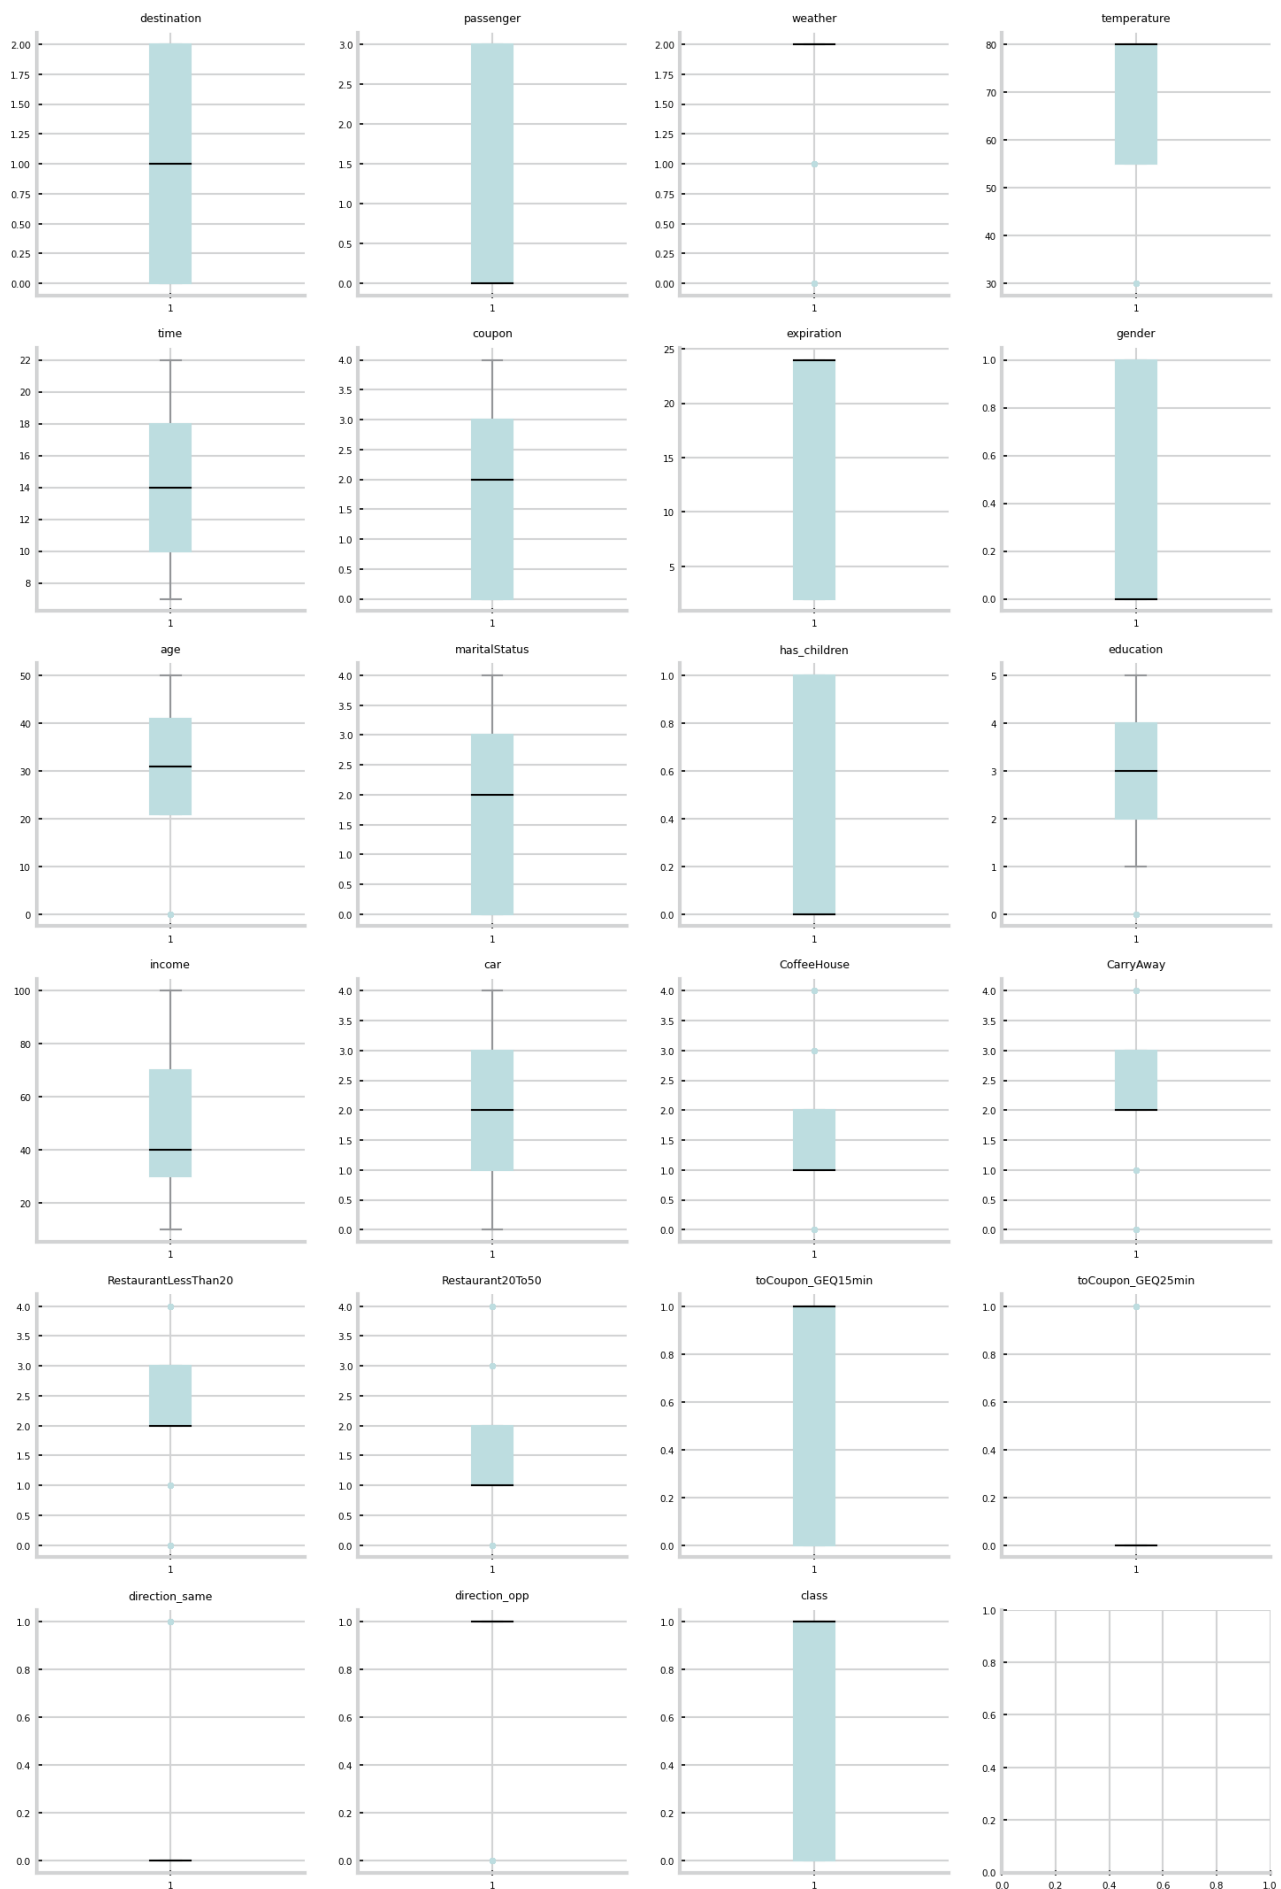 destination passenger weather temperature
2.00 3.0 2.00 80
1.75 2.5 1.75 70
1.50 2.0 1.50 60
1.25 1.5 1.25 50
1.00 1.0 1.00 40
0.75 0.5 0.75 30
0.50 0.0 0.50
0.25 0.25
0.00 0.00
1 1 1 1
time coupon expiration gender
22 4.0 25 1.0
20 3.5 20 0.8
18 3.0 15 0.6
16 2.5 10 0.4
14 2.0 5 0.2
12 1.5 0.0
10 1.0
8 0.5
0.0
1 1 1 1
age maritalStatus has_children education
50 4.0 1.0 5
40 3.5 0.8 4
30 3.0 0.6 3
20 2.5 0.4 2
10 2.0 0.2 1
0 1.5 0.0 0
1.0
0.5
0.0
1 1 1 1
income car CoffeeHouse CarryAway
100 4.0 4.0 4.0
80 3.5 3.5 3.5
60 3.0 3.0 3.0
40 2.5 2.5 2.5
20 2.0 2.0 2.0
1.5 1.5 1.5
1.0 1.0 1.0
0.5 0.5 0.5
0.0 0.0 0.0
1 1 1 1
RestaurantLessThan20 Restaurant20To50 toCoupon_GEQ15min toCoupon_GEQ25min
4.0 4.0 1.0 1.0
3.5 3.5 0.8 0.8
3.0 3.0 0.6 0.6
2.5 2.5 0.4 0.4
2.0 2.0 0.2 0.2
1.5 1.5 0.0 0.0
1.0 1.0
0.5 0.5
0.0 0.0
1 1 1 1
direction_same direction_opp class
1.0 1.0 1.0 1.0
0.8 0.8 0.8 0.8
0.6 0.6 0.6 0.6
0.4 0.4 0.4 0.4
0.2 0.2 0.2 0.2
0.0 0.0 0.0 0.0
1 1 1 0.0 0.2 0.4 0.6 0.8 1.0